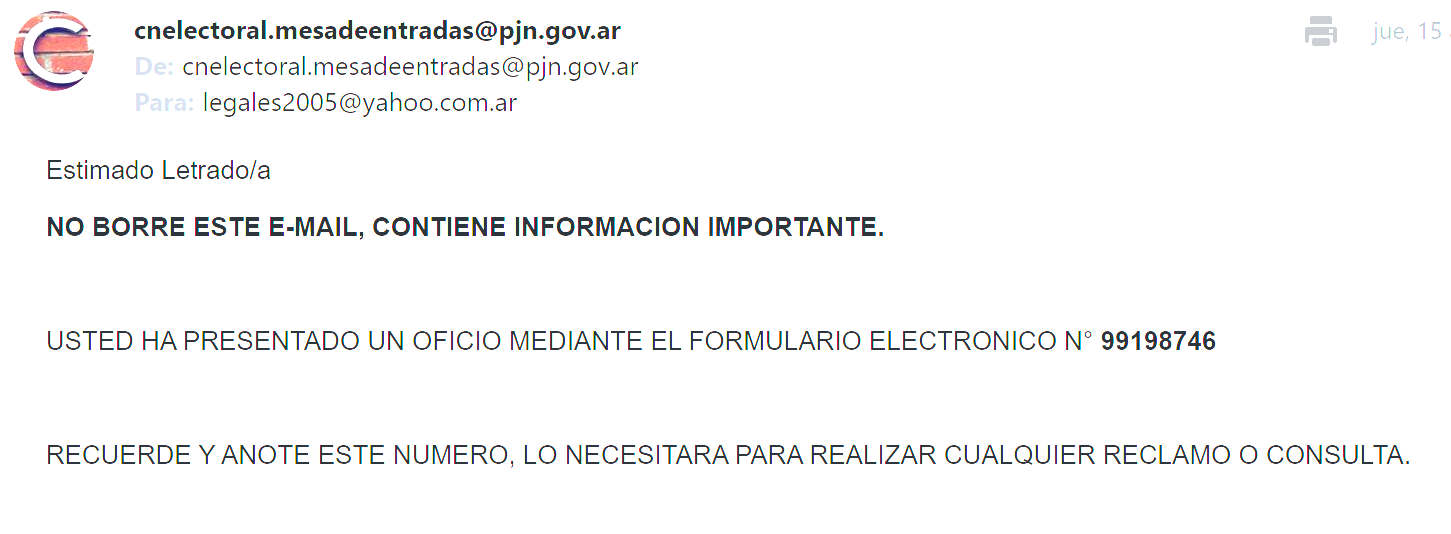 cnelectoral.mesadeentradas@pjn.gov.ar
jue, 15
De: cnelectoral.mesadeentradas@pjn.gov.ar
Para: legales2005@yahoo.com.ar
Estimado Letrado/a
NO BORRE ESTE E-MAIL, CONTIENE INFORMACION IMPORTANTE.
USTED HA PRESENTADO UN OFICIO MEDIANTE EL FORMULARIO ELECTRONICO N° 99198746
RECUERDE Y ANOTE ESTE NUMERO, LO NECESITARA PARA REALIZAR CUALQUIER RECLAMO O CONSULTA.